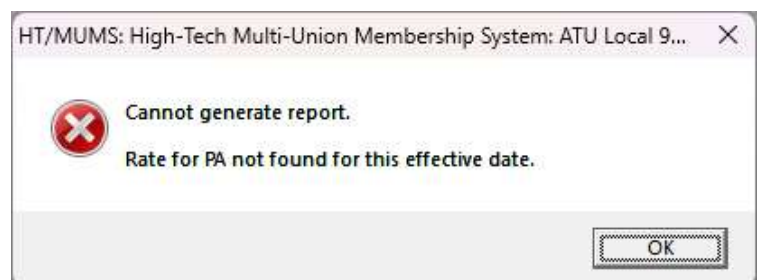 HT/MUMS: High-Tech Multi-Union Membership System: ATU Local 9...
Cannot generate report.
Rate for PA not found for this effective date.
OK